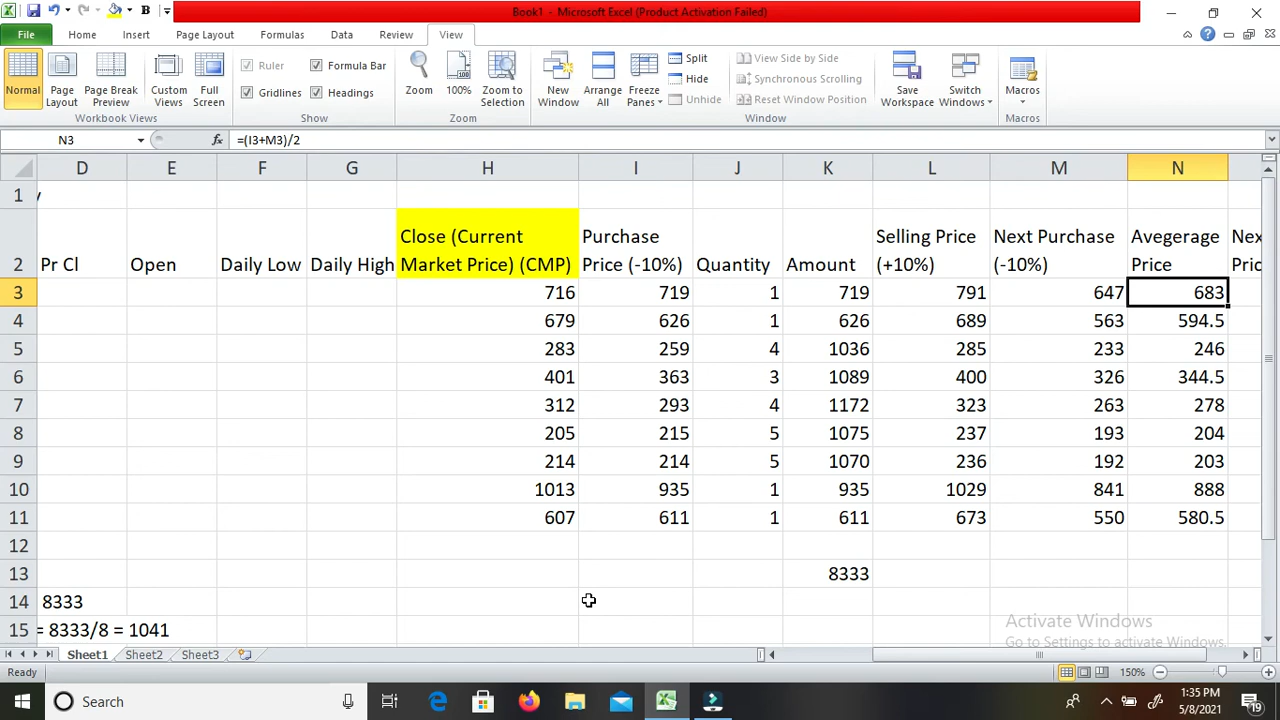 Book1 - Microsoft Excel (Product Activation Failed)
File Home Insert Page Layout Formulas Data Review View
Normal Page Layout Page Break Preview Custom Views Full Screen
Workbook Views
Ruler Formula Bar
Gridlines Headings
Show
Zoom 100% Zoom to Selection
Zoom
New Window Arrange All Freeze Panes
Split
Hide
Unhide
View Side by Side
Synchronous Scrolling
Reset Window Position
Window
Save Workspace Switch Windows
Macros
Macros
N3 fx =(I3+M3)/2
D E F G H I J K L M N
1 y
2 Pr Cl Open Daily Low Daily High Close (Current Market Price) (CMP) Purchase Price (-10%) Quantity Amount Selling Price (+10%) Next Purchase (-10%) Avegerage Price Nex Pric
3 716 719 1 719 791 647 683
4 679 626 1 626 689 563 594.5
5 283 259 4 1036 285 233 246
6 401 363 3 1089 400 326 344.5
7 312 293 4 1172 323 263 278
8 205 215 5 1075 237 193 204
9 214 214 5 1070 236 192 203
10 1013 935 1 935 1029 841 888
11 607 611 1 611 673 550 580.5
12
13 8333
14 8333
15 = 8333/8 = 1041
Activate Windows
Go to Settings to activate Windows.
Sheet1 Sheet2 Sheet3
Ready 150%
Search
1:35 PM
5/8/2021
19